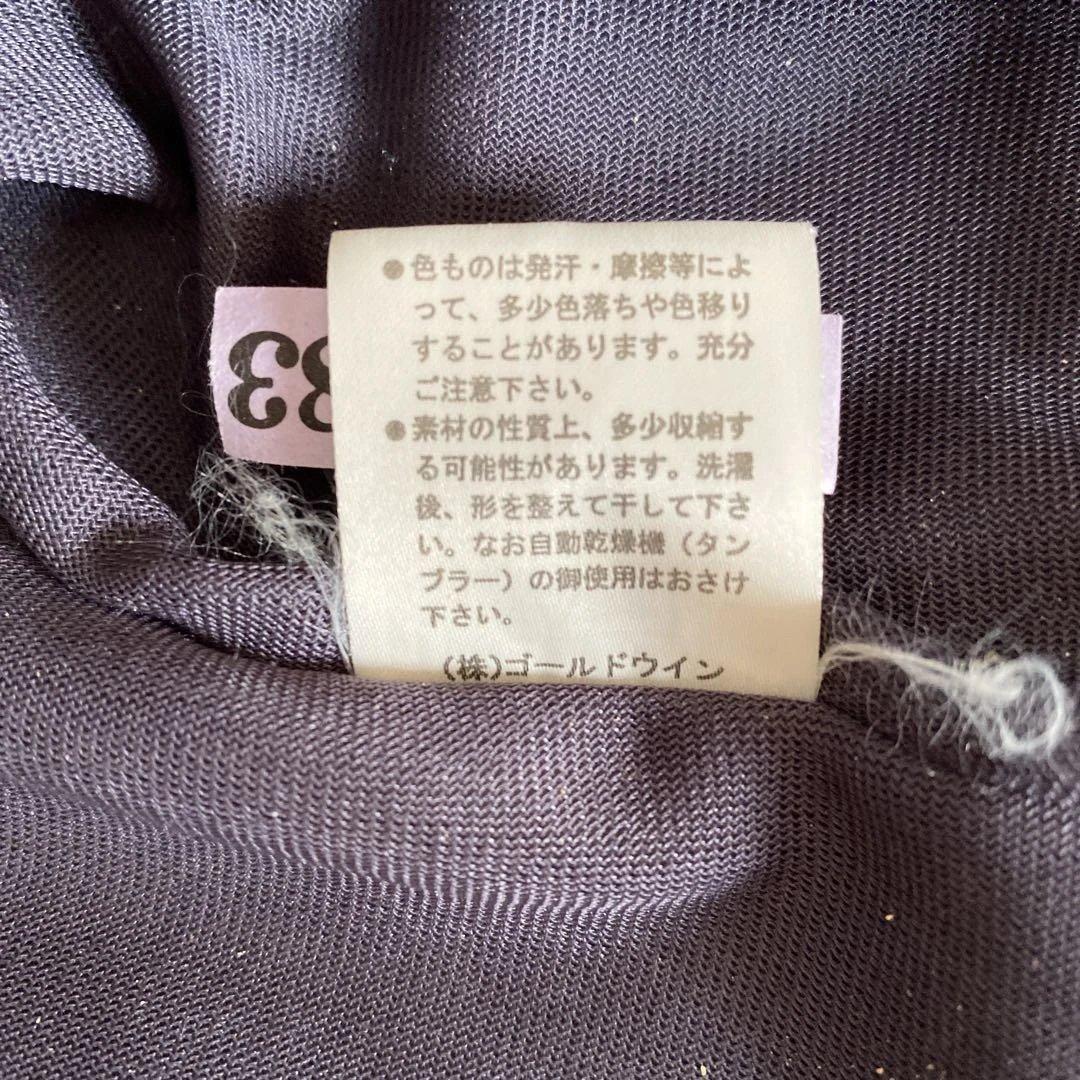 ●色ものは発汗・摩擦等によ
って、多少色落ちや色移り
することがあります。充分
ご注意下さい。
●素材の性質上、多少収縮す
る可能性があります。洗濯
後、形を整えて干して下さ
い。なお自動乾燥機（タン
ブラー）の御使用はおさけ
下さい。
(株)ゴールドウイン